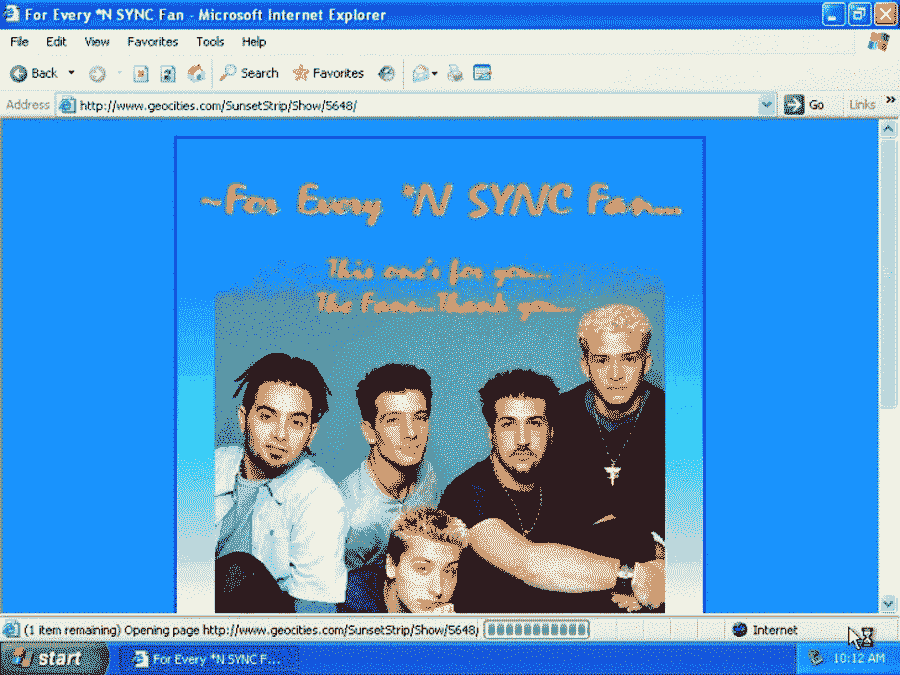 For Every *N SYNC Fan - Microsoft Internet Explorer
File Edit View Favorites Tools Help
Back Search Favorites
Address http://www.geocities.com/SunsetStrip/Show/5648/ Go Links »
~For Every *N SYNC Fan...
This one's for you...
The Fans...Thank you...
(1 item remaining) Opening page http://www.geocities.com/SunsetStrip/Show/5648/ Internet
start For Every *N SYNC F... 10:12 AM